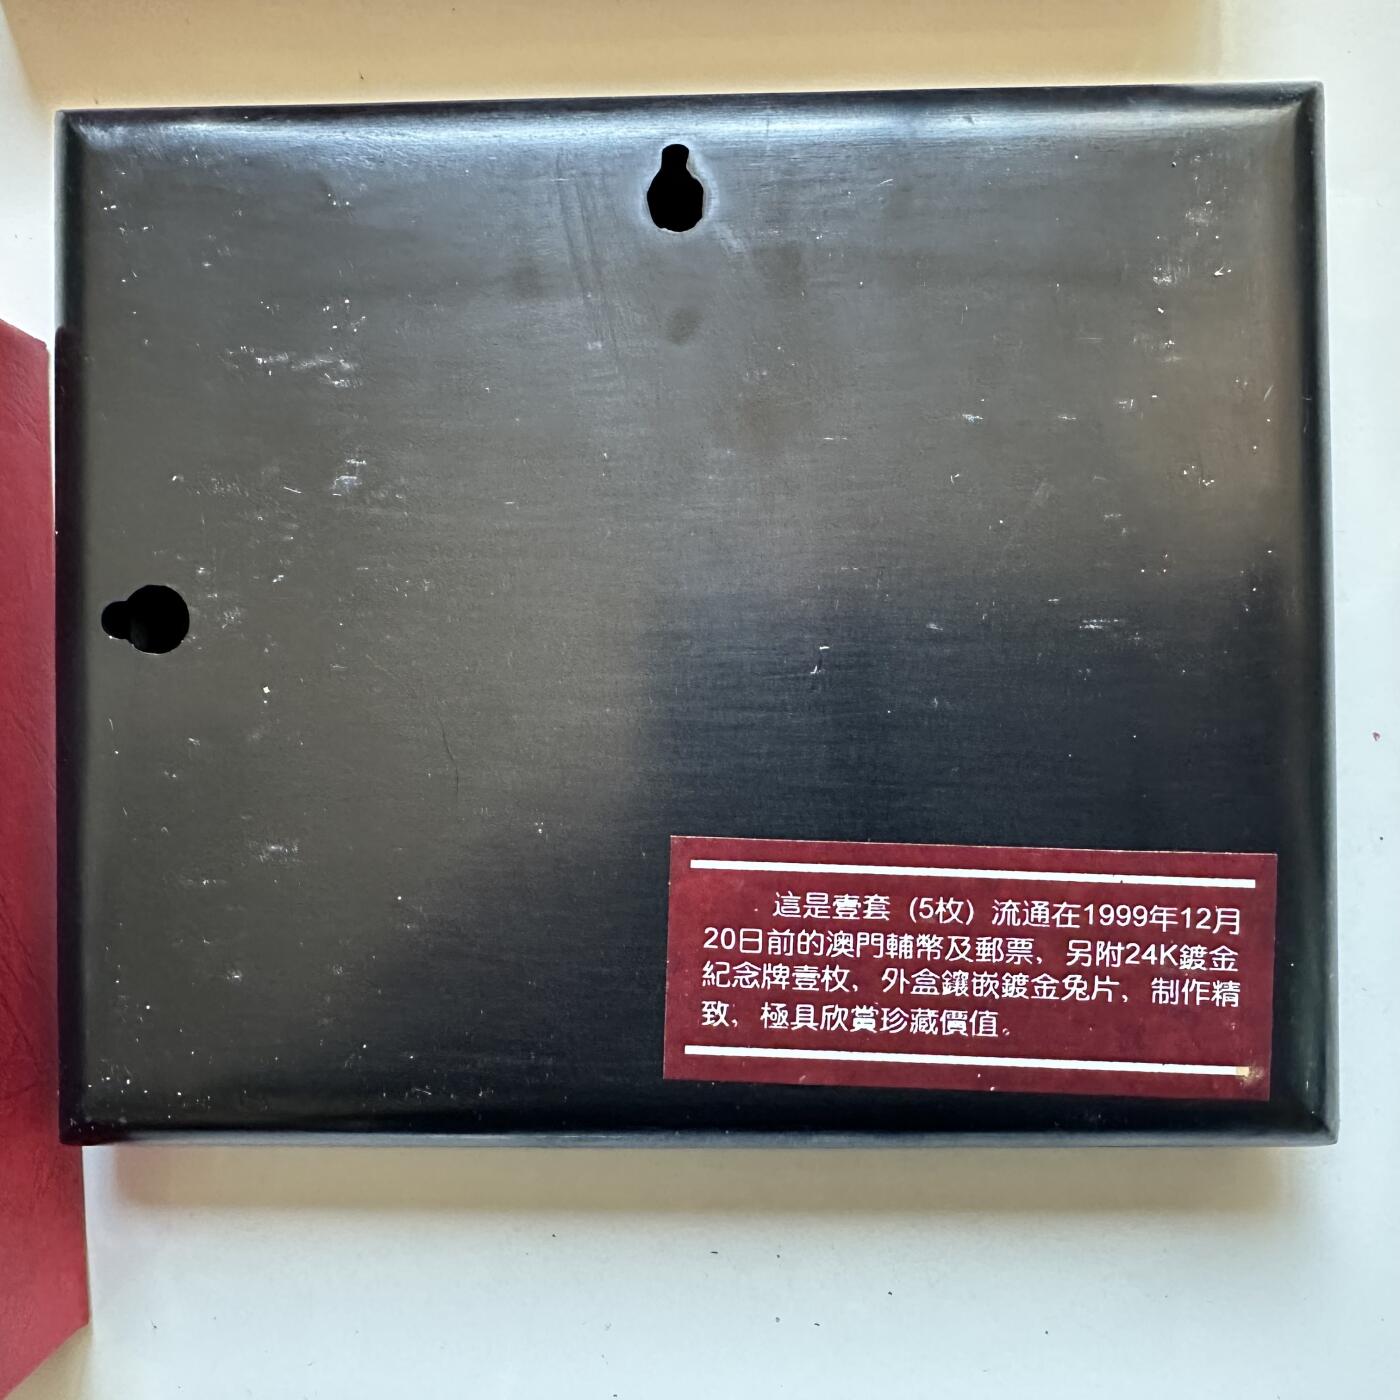 這是壹套（5枚）流通在1999年12月
20日前的澳門輔幣及郵票，另附24K鍍金
紀念牌壹枚，外盒鑲嵌鍍金兔片，制作精
致，極具欣賞珍藏價值。